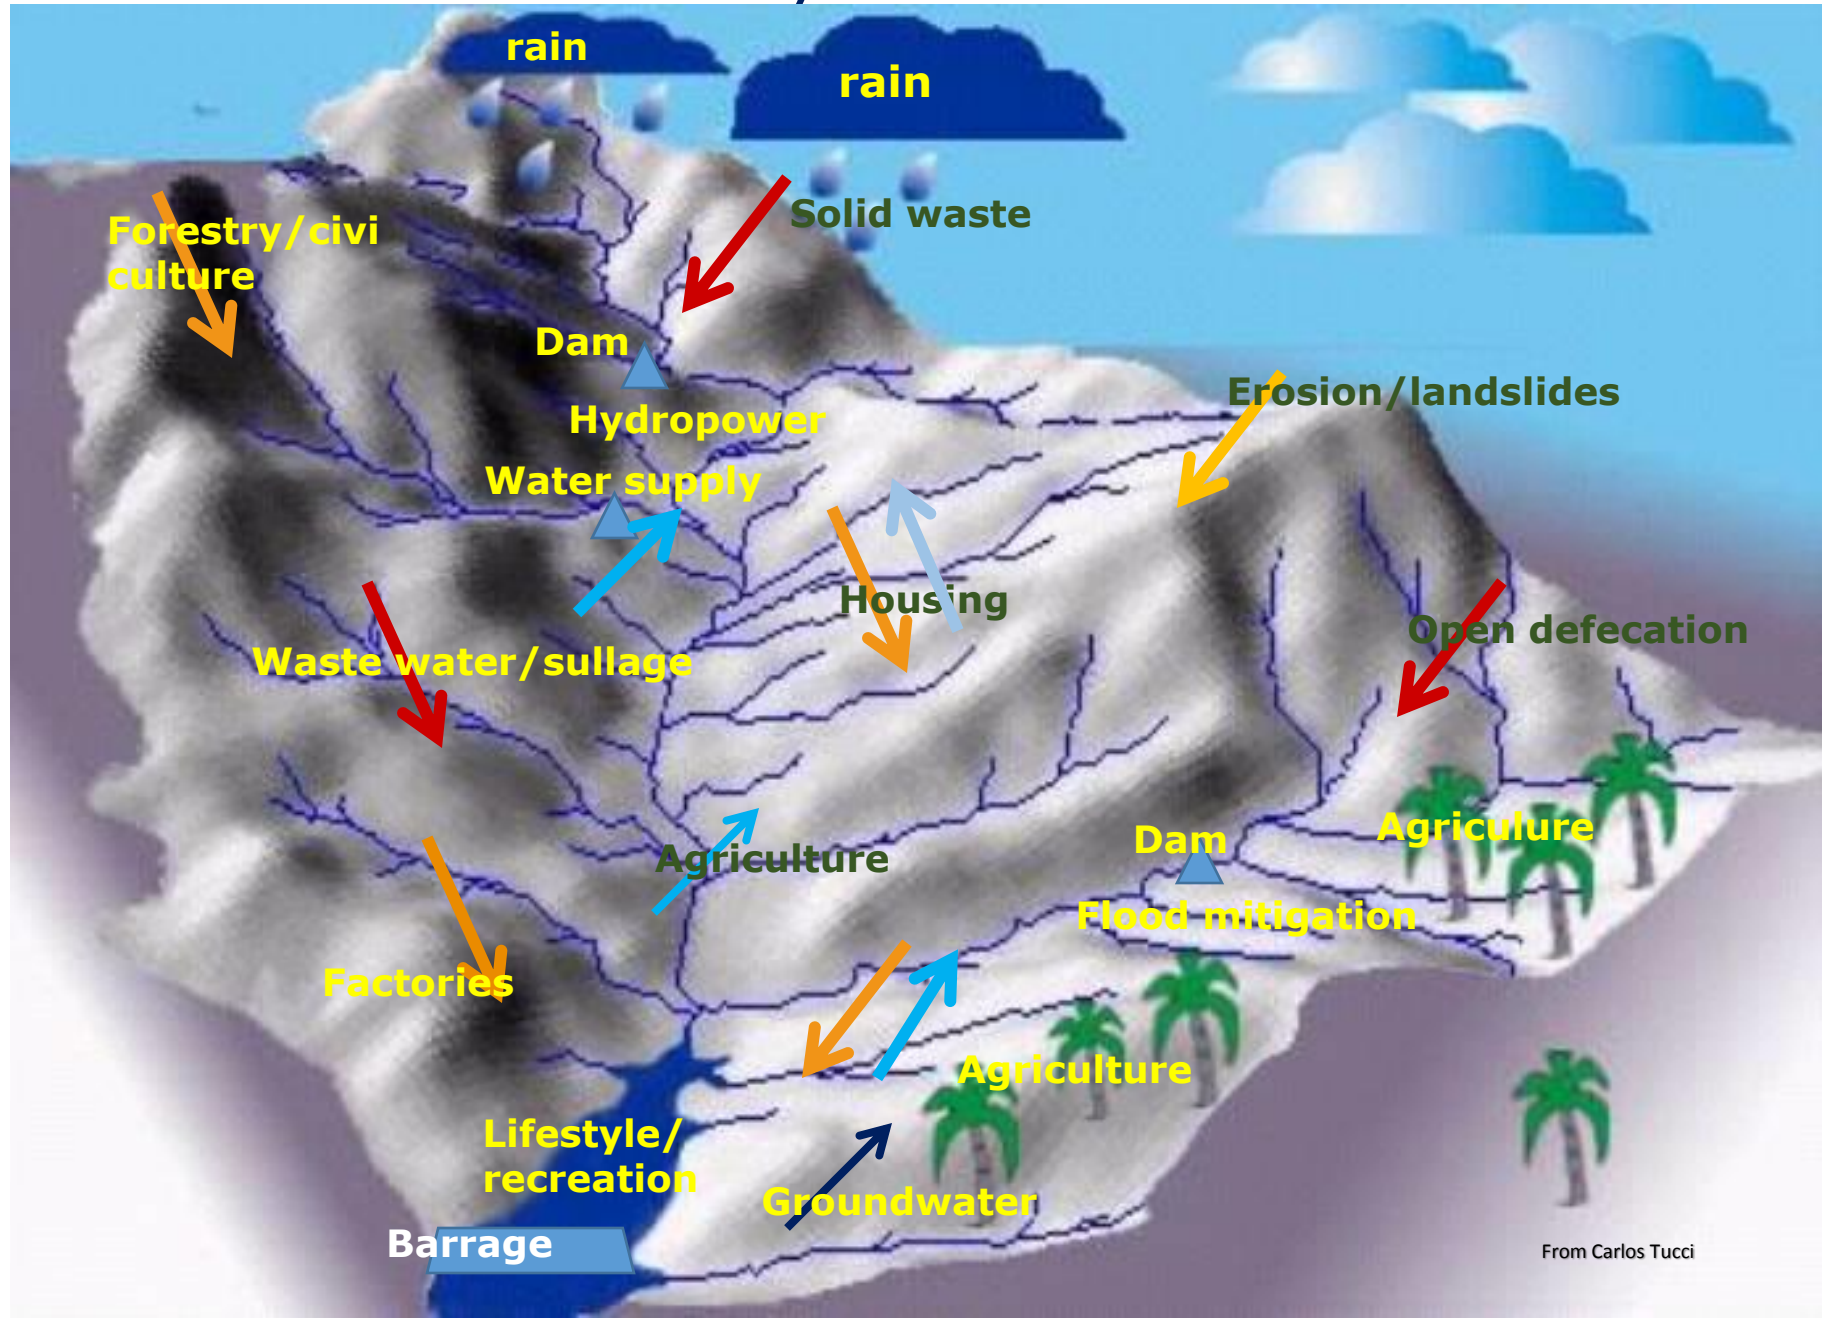 rain
rain
Solid waste
Forestry/civi
culture
Dam
Erosion/landslides
Hydropower
Water supply
Housing
Open defecation
Waste water/sullage
Agriculure
Dam
Agriculture
Flood mitigation
Factories
Agriculture
Lifestyle/
recreation
Groundwater
Barrage
From Carlos Tucci